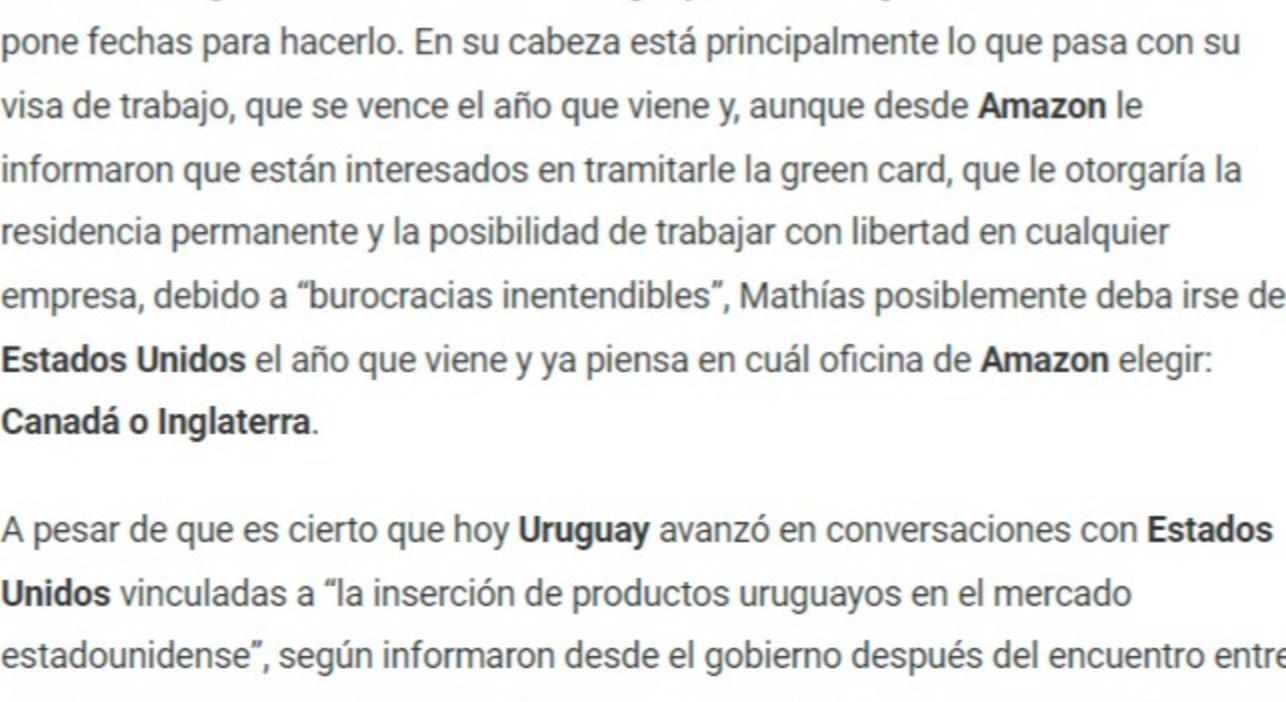 pone fechas para hacerlo. En su cabeza está principalmente lo que pasa con su
visa de trabajo, que se vence el año que viene y, aunque desde Amazon le
informaron que están interesados en tramitarle la green card, que le otorgaría la
residencia permanente y la posibilidad de trabajar con libertad en cualquier
empresa, debido a “burocracias inentendibles”, Mathías posiblemente deba irse de
Estados Unidos el año que viene y ya piensa en cuál oficina de Amazon elegir:
Canadá o Inglaterra.
A pesar de que es cierto que hoy Uruguay avanzó en conversaciones con Estados
Unidos vinculadas a “la inserción de productos uruguayos en el mercado
estadounidense”, según informaron desde el gobierno después del encuentro entre